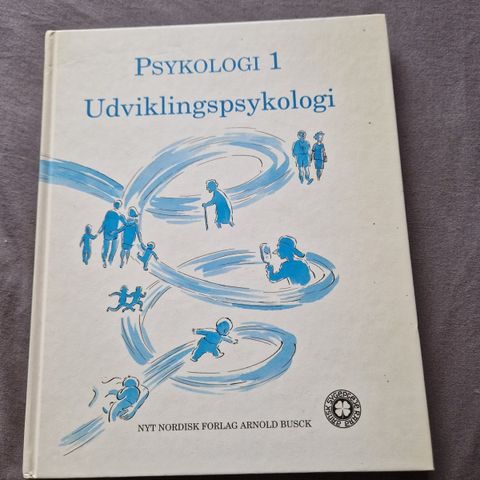 PSYKOLOGI 1
Udviklingspsykologi
NYT NORDISK FORLAG ARNOLD BUSCK